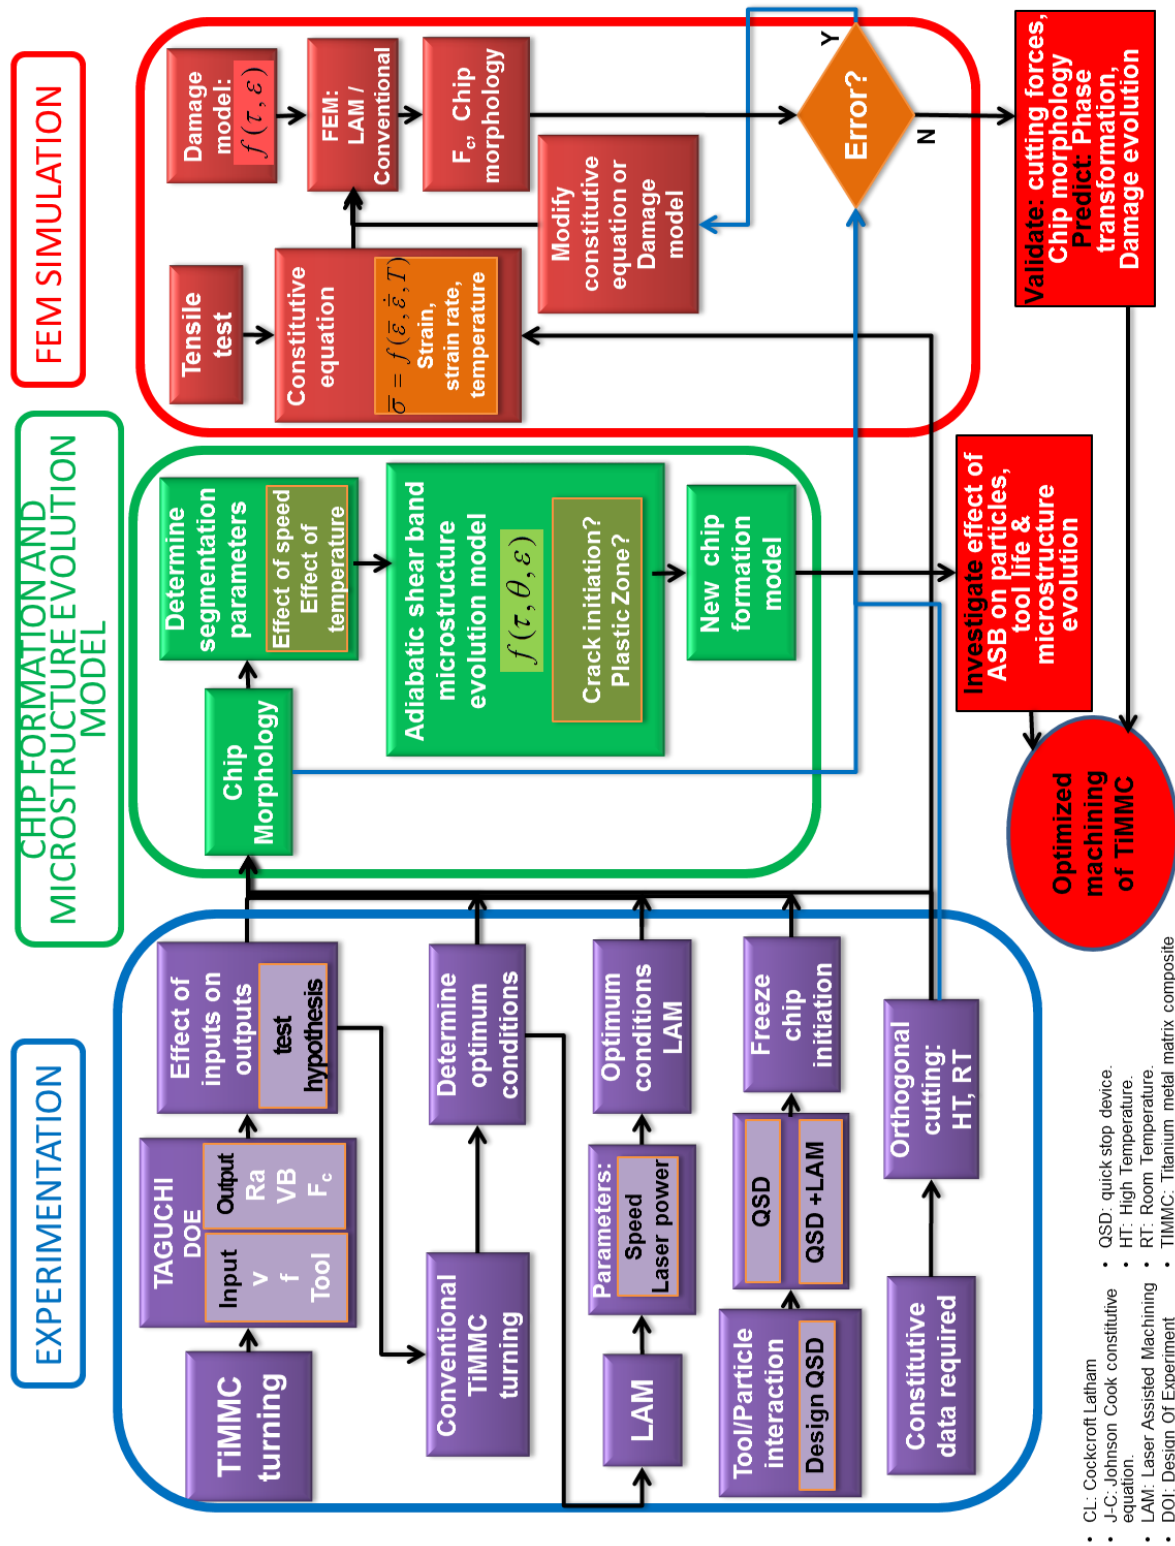 EXPERIMENTATION
TiMMC
turning
TAGUCHI
DOE
Input
v
f
Tool
Output
Ra
VB
Fc
Effect of
inputs on
outputs
test
hypothesis
Conventional
TiMMC
turning
Determine
optimum
conditions
LAM
Parameters:
Speed
Laser power
Optimum
conditions
LAM
Tool/Particle
interaction
Design QSD
QSD
QSD +LAM
Freeze
chip
initiation
Constitutive
data required
Orthogonal
cutting:
HT, RT
CHIP FORMATION AND
MICROSTRUCTURE EVOLUTION
MODEL
Chip
Morphology
Determine
segmentation
parameters
Effect of speed
Effect of
temperature
Adiabatic shear band
microstructure
evolution model
f(τ,θ,ε)
Crack initiation?
Plastic Zone?
New chip
formation
model
FEM SIMULATION
Tensile
test
Constitutive
equation
σ̅ = f(ε̅, ε̅̇, T)
Strain,
strain rate,
temperature
Damage
model:
f(τ,ε)
FEM:
LAM /
Conventional
Fc, Chip
morphology
Modify
constitutive
equation or
Damage
model
Error?
Y
N
Investigate effect of
ASB on particles,
tool life &
microstructure
evolution
Validate: cutting forces,
Chip morphology
Predict: Phase
transformation,
Damage evolution
Optimized
machining
of TiMMC
• CL: Cockcroft Latham
• J-C: Johnson Cook constitutive
equation.
• LAM: Laser Assisted Machining
• DOI: Design Of Experiment
• QSD: quick stop device.
• HT: High Temperature.
• RT: Room Temperature.
• TIMMC: Titanium metal matrix composite